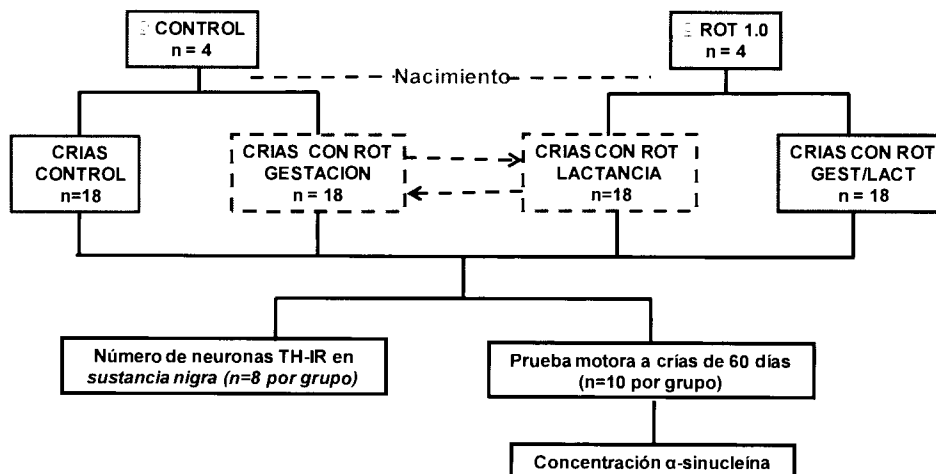 CONTROL
n = 4
ROT 1.0
n = 4
Nacimiento
CRIAS
CONTROL
n=18
CRIAS CON ROT
GESTACION
n = 18
CRIAS CON ROT
LACTANCIA
n=18
CRIAS CON ROT
GEST/LACT
n = 18
Número de neuronas TH-IR en
sustancia nigra (n=8 por grupo)
Prueba motora a crías de 60 días
(n=10 por grupo)
Concentración α-sinucleína